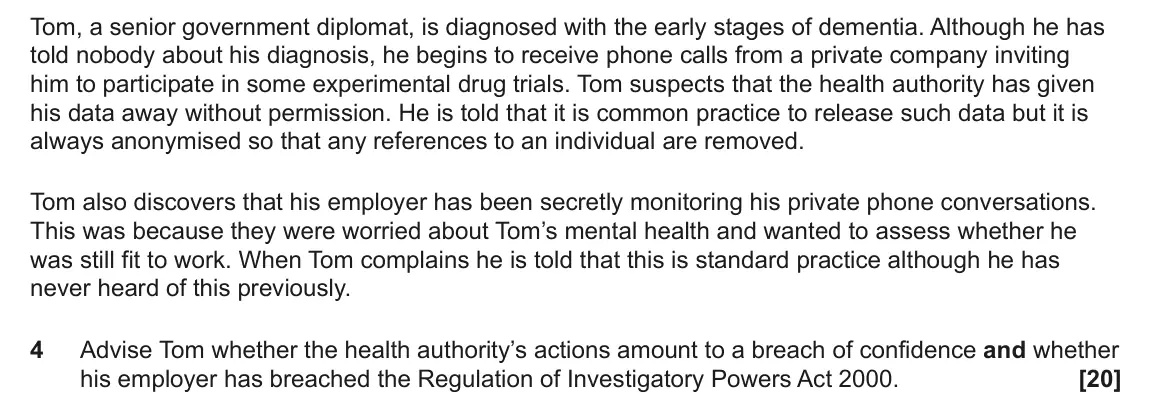 Tom, a senior government diplomat, is diagnosed with the early stages of dementia. Although he has
told nobody about his diagnosis, he begins to receive phone calls from a private company inviting
him to participate in some experimental drug trials. Tom suspects that the health authority has given
his data away without permission. He is told that it is common practice to release such data but it is
always anonymised so that any references to an individual are removed.
Tom also discovers that his employer has been secretly monitoring his private phone conversations.
This was because they were worried about Tom’s mental health and wanted to assess whether he
was still fit to work. When Tom complains he is told that this is standard practice although he has
never heard of this previously.
4 Advise Tom whether the health authority’s actions amount to a breach of confidence and whether
his employer has breached the Regulation of Investigatory Powers Act 2000. [20]